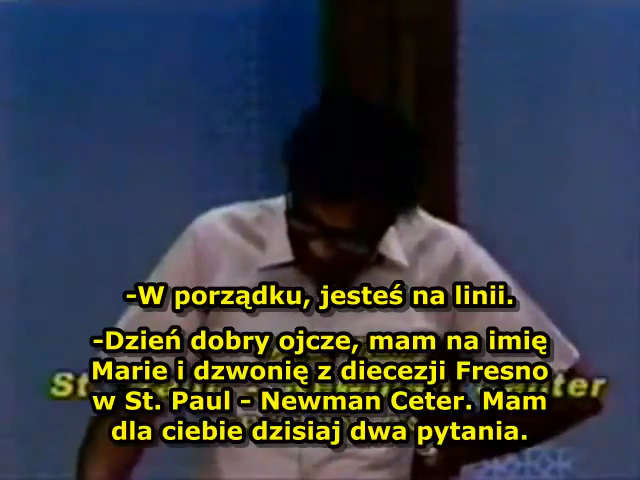 -W porządku, jesteś na linii.
-Dzień dobry ojcze, mam na imię
Marie i dzwonię z diecezji Fresno
w St. Paul - Newman Ceter. Mam
dla ciebie dzisiaj dwa pytania.